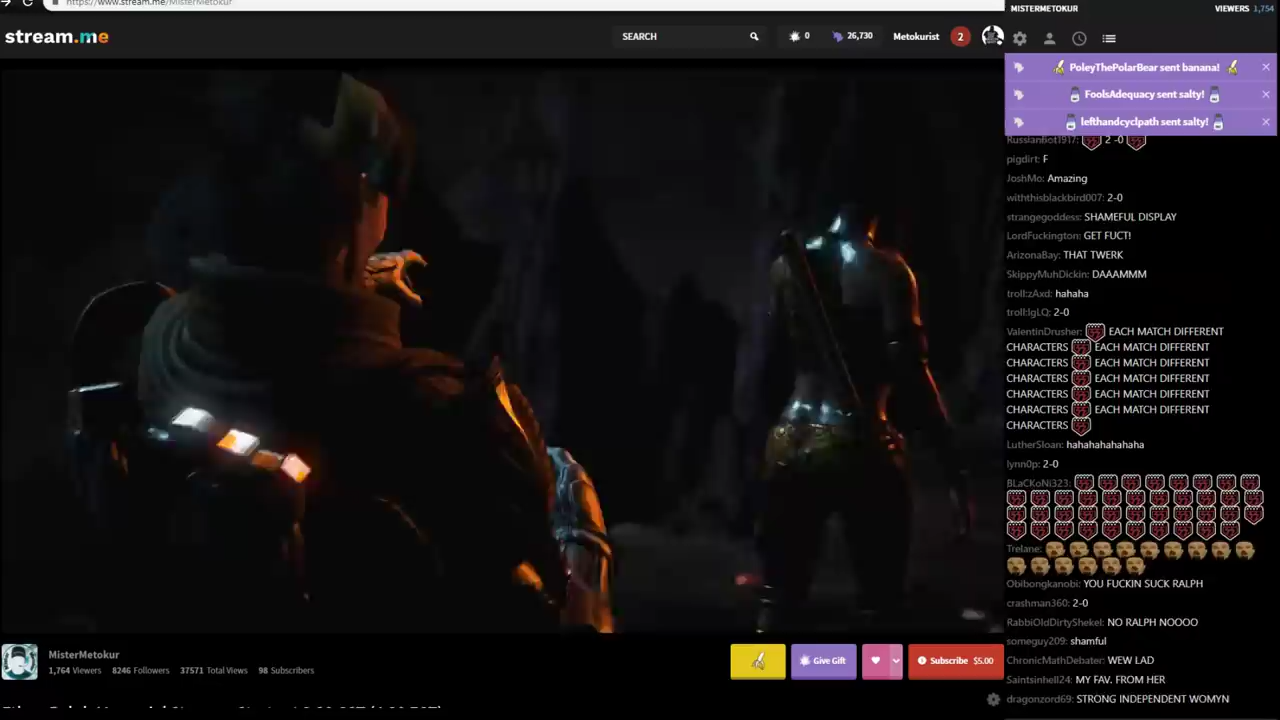 https://www.stream.me/MisterMetokur
MISTERMETOKUR
VIEWERS 1,754
stream.me
SEARCH
0
26,730
Metokurist
2
PoleyThePolarBear sent banana!
FoolsAdequacy sent salty!
lefthandcyclpath sent salty!
RussianBot1917: 2 -0
pigdirt: F
JoshMo: Amazing
withthisblackbird007: 2-0
strangegoddess: SHAMEFUL DISPLAY
LordFuckington: GET FUCT!
ArizonaBay: THAT TWERK
SkippyMuhDickin: DAAAMMM
troll:zAxd: hahaha
troll:lgLQ: 2-0
ValentinDrusher: EACH MATCH DIFFERENT
CHARACTERS EACH MATCH DIFFERENT
CHARACTERS EACH MATCH DIFFERENT
CHARACTERS EACH MATCH DIFFERENT
CHARACTERS EACH MATCH DIFFERENT
CHARACTERS EACH MATCH DIFFERENT
CHARACTERS
LutherSloan: hahahahahahaha
lynn0p: 2-0
BLaCKoNi323:
Trelane:
Obibongkanobi: YOU FUCKIN SUCK RALPH
crashman360: 2-0
RabbiOldDirtyShekel: NO RALPH NOOOO
someguy209: shamful
ChronicMathDebater: WEW LAD
Saintsinhell24: MY FAV. FROM HER
dragonzord69: STRONG INDEPENDENT WOMYN
MisterMetokur
1,764 Viewers 8246 Followers 37571 Total Views 98 Subscribers
Give Gift
Subscribe $5.00